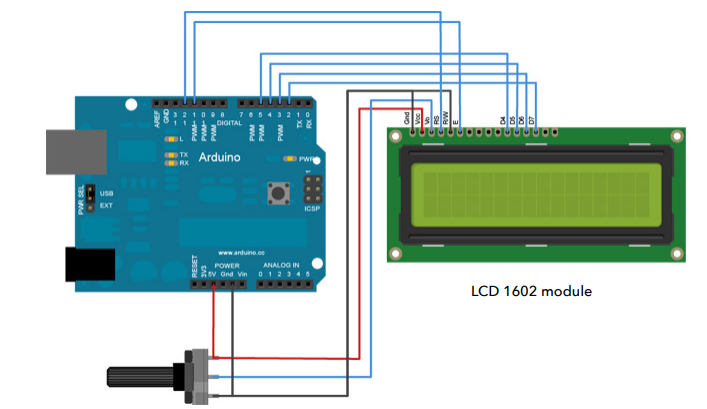 Gnd Vcc Vo RS R/W E D4 D5 D6 D7
AREF GND 13 12 11 10 9 8 7 6 5 4 3 2 1 0
PWM PWM PWM PWM PWM PWM TX RX
DIGITAL
L
TX
RX
Arduino
PWR
PWR SEL
USB
EXT
1
ICSP
www.arduino.cc
POWER
ANALOG IN
RESET 3V3 5V Gnd Vin 0 1 2 3 4 5
LCD 1602 module